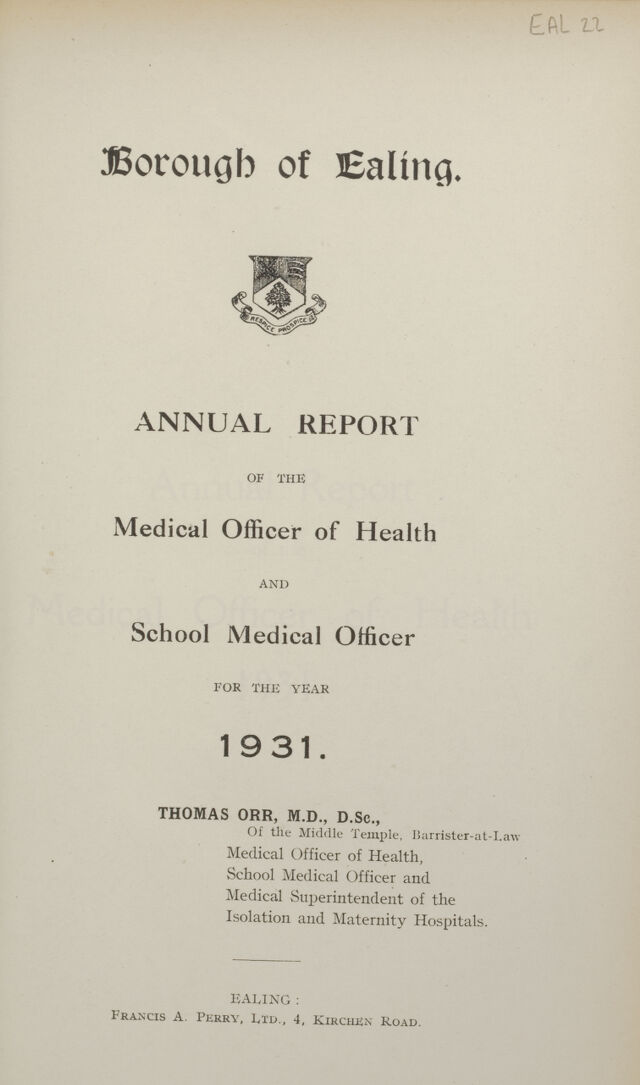 EAL 22
Borough of Ealing.
RESPICE PROSPICE
ANNUAL REPORT
OF THE
Medical Officer of Health
AND
School Medical Officer
FOR THE YEAR
1931.
THOMAS ORR, M.D., D.Sc.,
Of the Middle Temple, Barrister-at-Law
Medical Officer of Health,
School Medical Officer and
Medical Superintendent of the
Isolation and Maternity Hospitals.
EALING :
FRANCIS A. PERRY, LTD., 4, KIRCHEN ROAD.